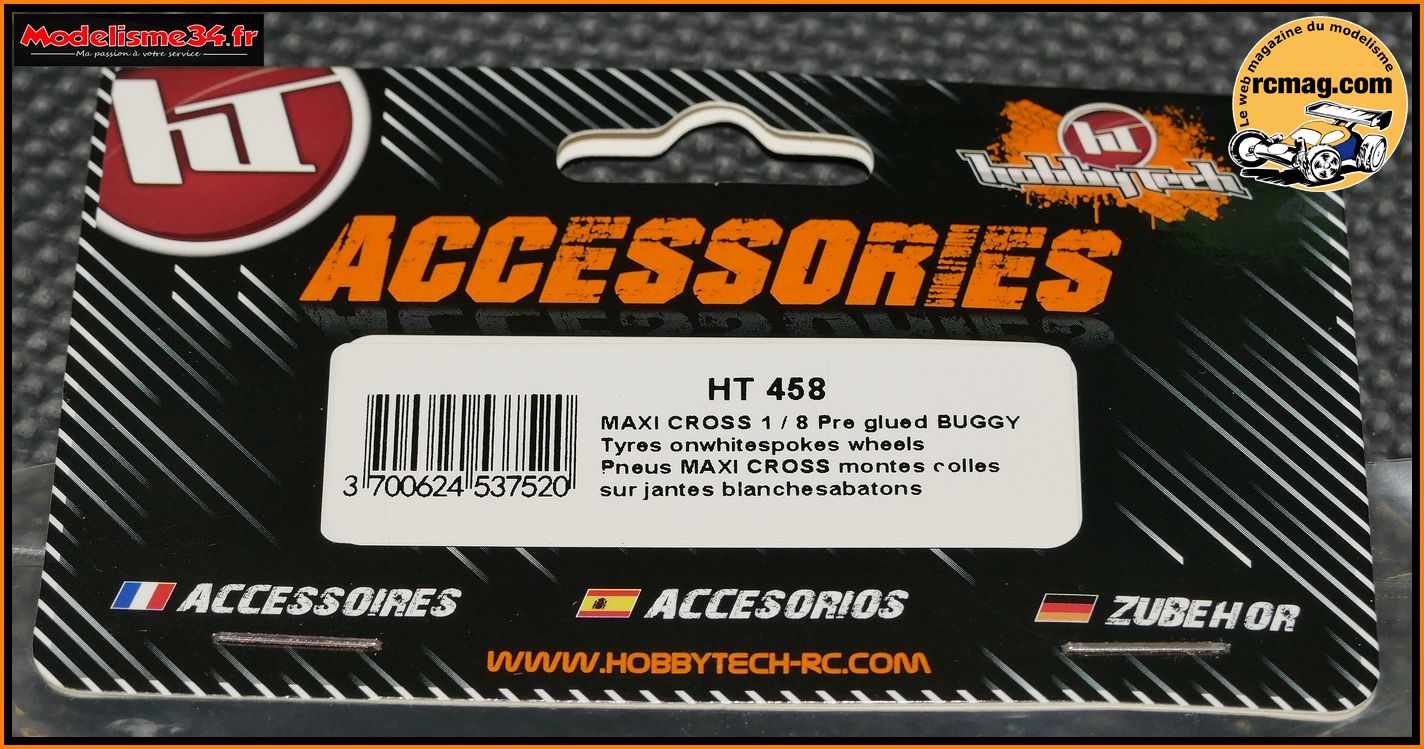 Modelisme34.fr
Ma passion à votre service
Le web magazine du modelisme
rcmag.com
HT
HT
hobbytech
ACCESSORIES
HT 458
MAXI CROSS 1 / 8 Pre glued BUGGY
Tyres onwhitespokes wheels
Pneus MAXI CROSS montes colles
sur jantes blanchesabatons
3 700624 537520
ACCESSOIRES
ACCESORIOS
ZUBEHOR
WWW.HOBBYTECH-RC.COM